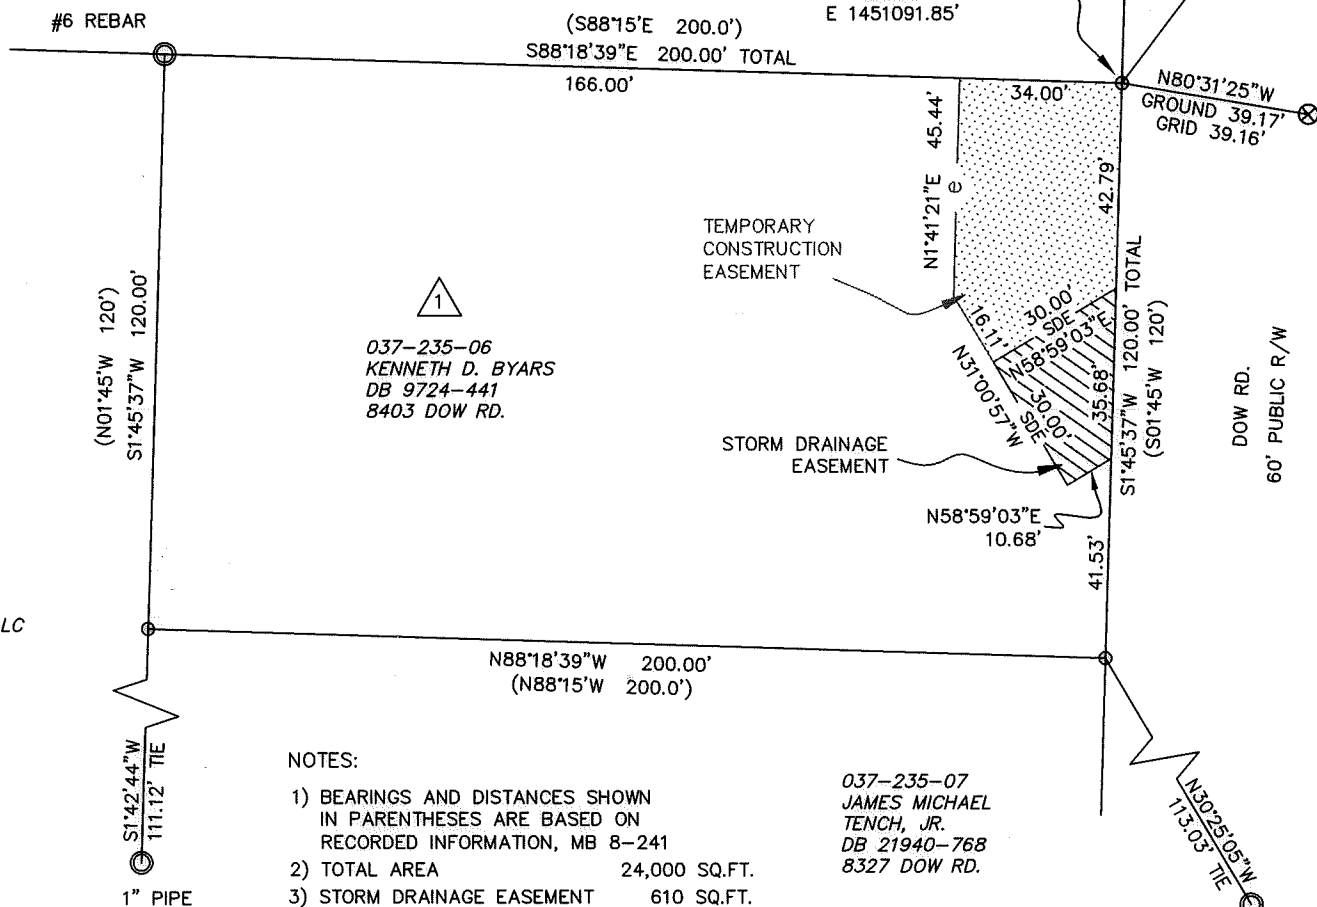 #6 REBAR
E 1451091.85'
(S88°15'E 200.0')
S88°18'39"E 200.00' TOTAL
166.00'
34.00'
N80°31'25"W
GROUND 39.17'
GRID 39.16'
N1°41'21"E 45.44'
e
42.79'
TEMPORARY
CONSTRUCTION
EASEMENT
16.11'
30.00'
SDE
N58°59'03"E
N31°00'57"W
30.00'
SDE
35.68'
S1°45'37"W 120.00' TOTAL
(S01°45'W 120')
DOW RD.
60' PUBLIC R/W
(N01°45'W 120')
S1°45'37"W 120.00'
1
037-235-06
KENNETH D. BYARS
DB 9724-441
8403 DOW RD.
STORM DRAINAGE
EASEMENT
N58°59'03"E
10.68'
41.53'
LC
N88°18'39"W 200.00'
(N88°15'W 200.0')
S1°42'44"W
111.12' TIE
1" PIPE
NOTES:
1) BEARINGS AND DISTANCES SHOWN
IN PARENTHESES ARE BASED ON
RECORDED INFORMATION, MB 8-241
2) TOTAL AREA 24,000 SQ.FT.
3) STORM DRAINAGE EASEMENT 610 SQ.FT.
037-235-07
JAMES MICHAEL
TENCH, JR.
DB 21940-768
8327 DOW RD.
N30°25'05"W
113.03' TIE